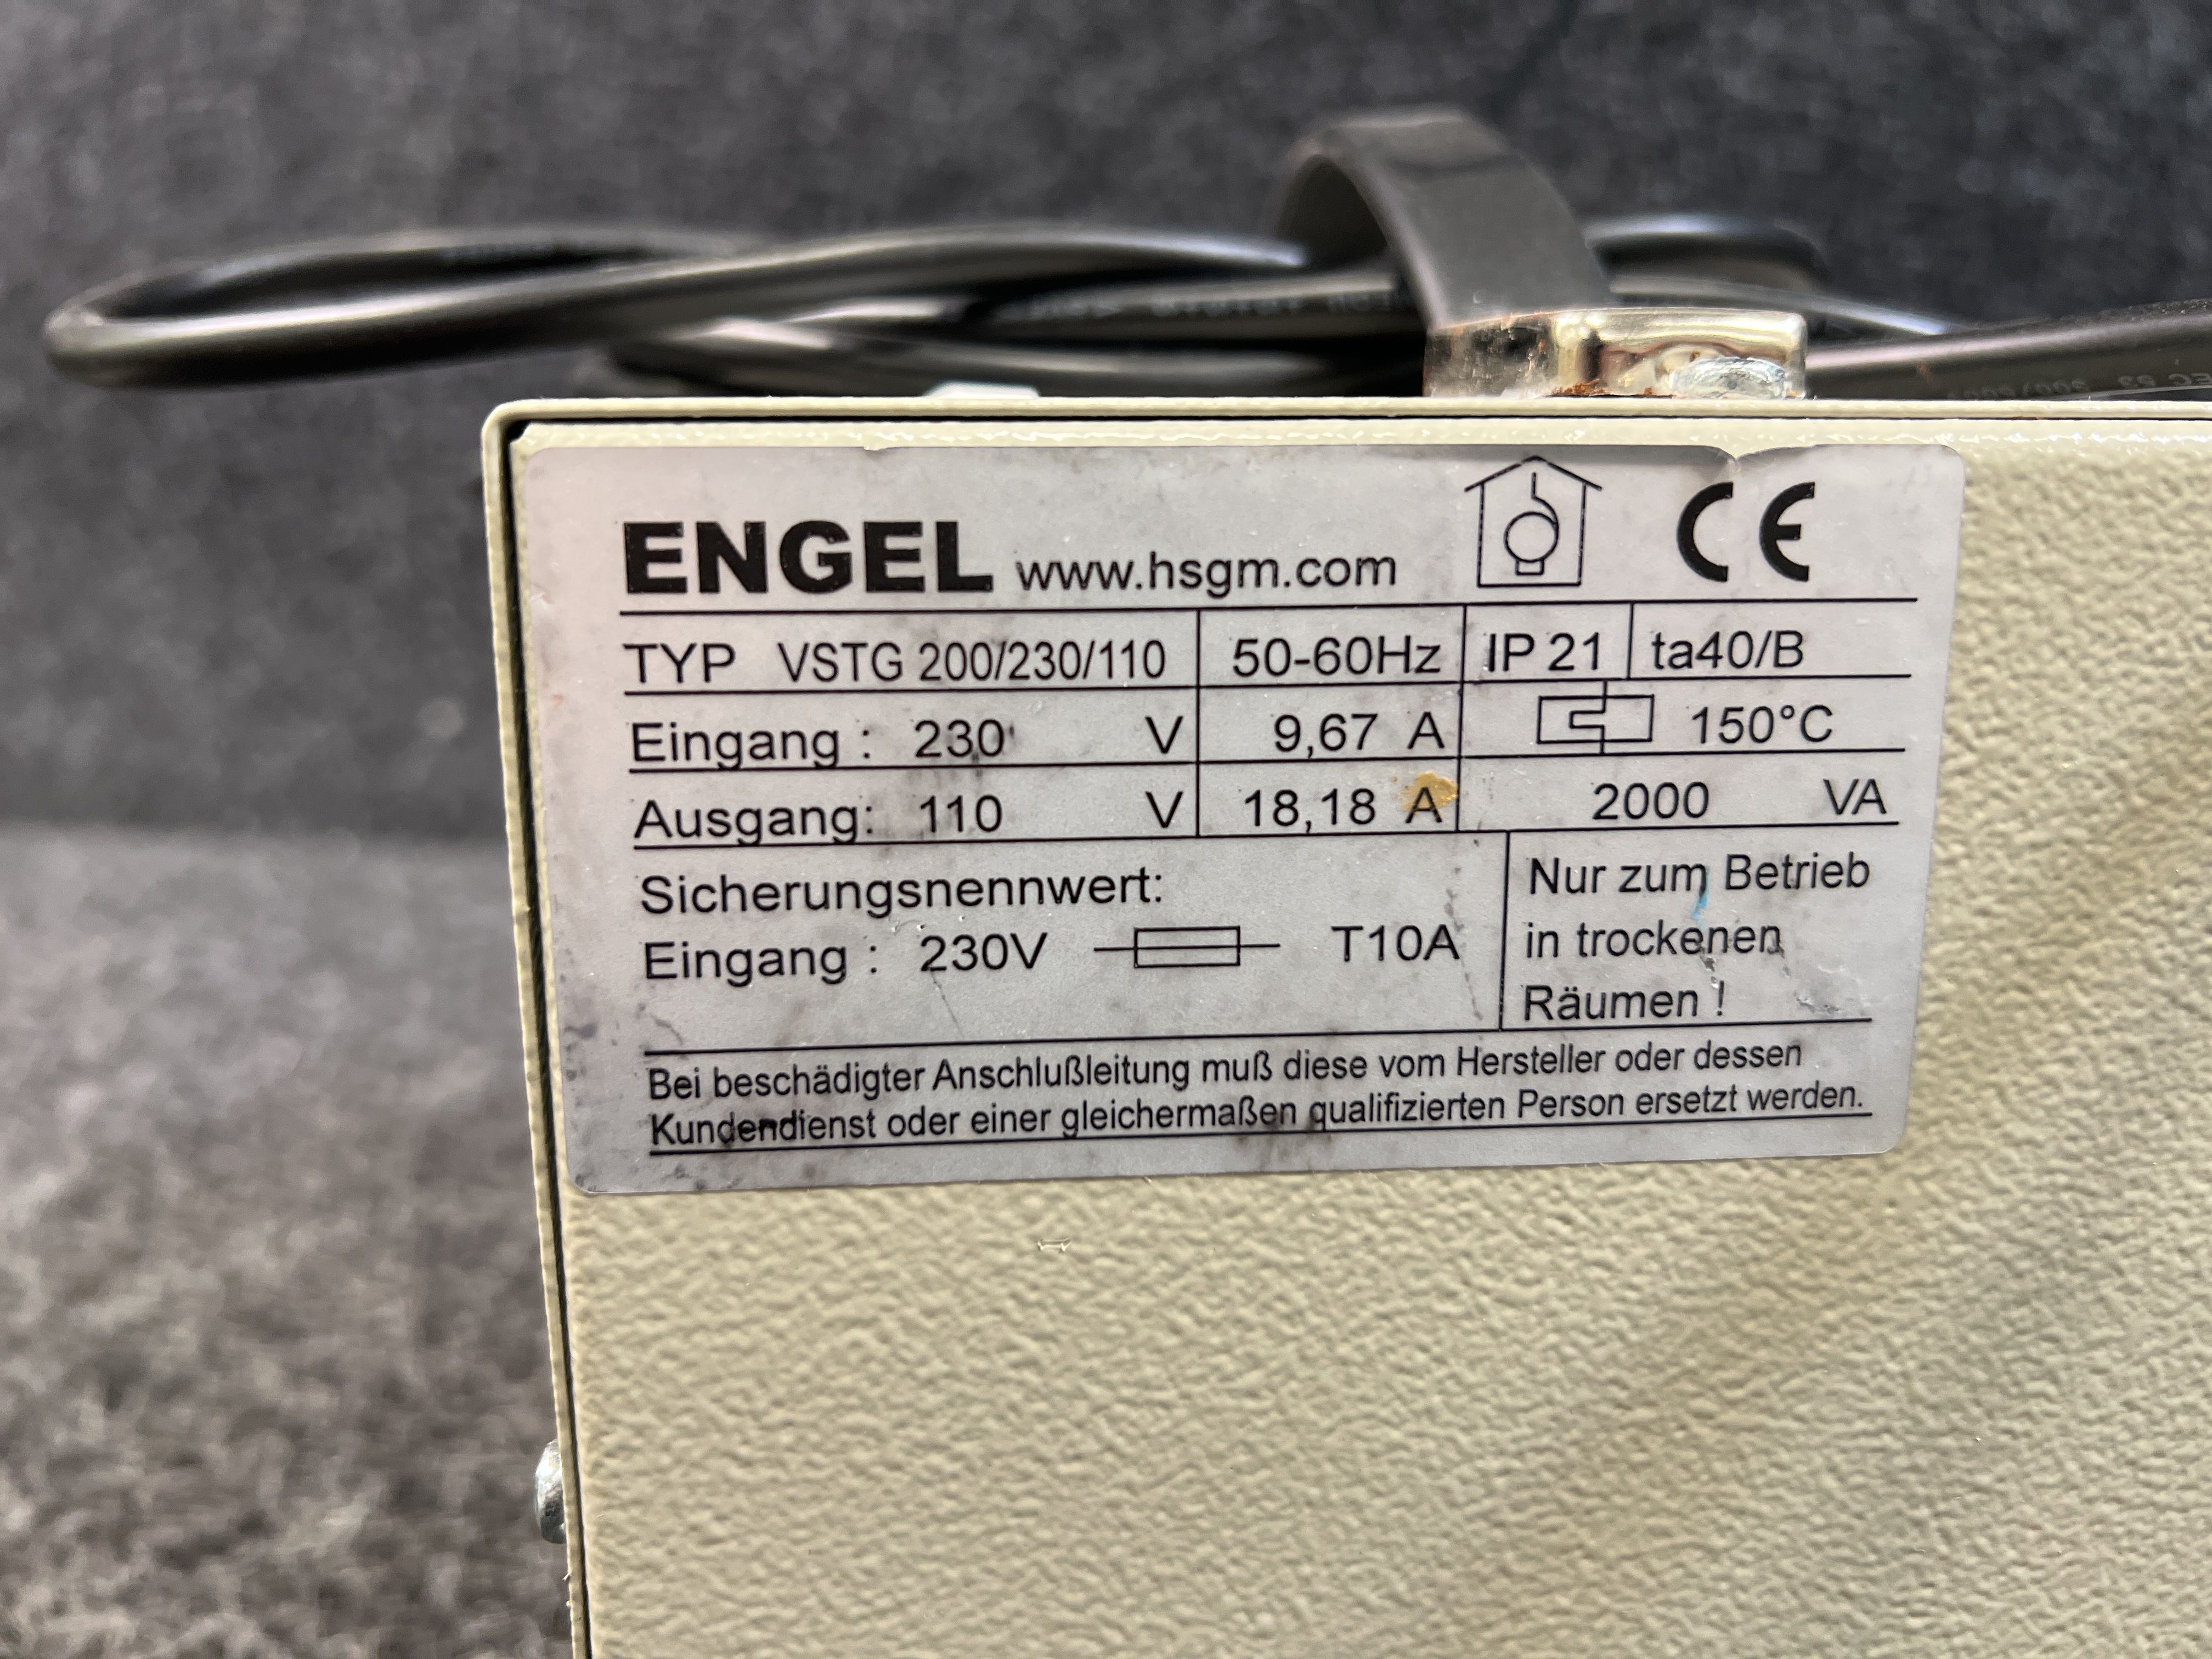 ENGEL www.hsgm.com CE
TYP VSTG 200/230/110 50-60Hz IP 21 ta40/B
Eingang : 230 V 9,67 A 150°C
Ausgang: 110 V 18,18 A 2000 VA
Sicherungsnennwert:
Eingang : 230V T10A
Nur zum Betrieb
in trockenen
Räumen !
Bei beschädigter Anschlußleitung muß diese vom Hersteller oder dessen
Kundendienst oder einer gleichermaßen qualifizierten Person ersetzt werden.